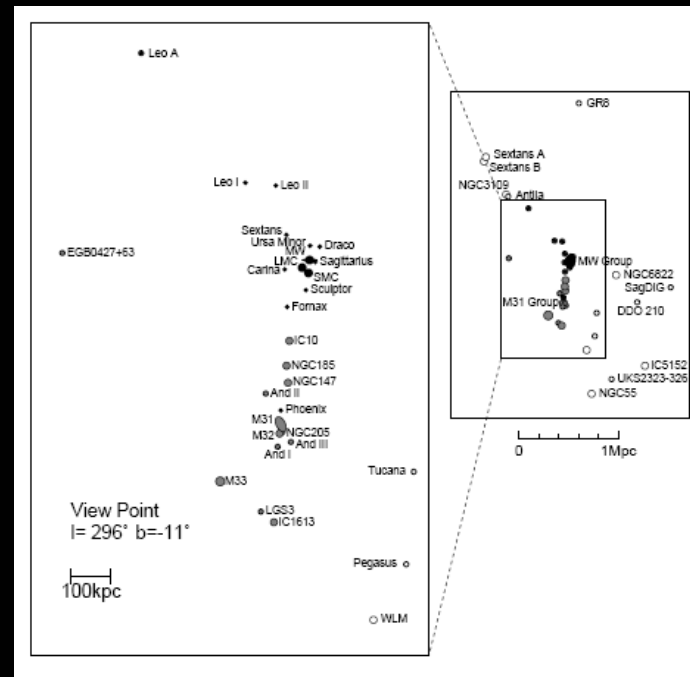 Leo A
Leo I
Leo II
Sextans
Ursa Minor
Draco
MW
LMC
Sagittarius
EGB0427+63
Carina
SMC
Sculptor
Fornax
IC10
NGC185
NGC147
And II
Phoenix
M31
M32
NGC205
And III
And I
Tucana
M33
View Point
l= 296° b=-11°
LGS3
IC1613
Pegasus
100kpc
WLM
GR8
Sextans A
Sextans B
NGC3109
Antlia
MW Group
NGC6822
SagDIG
M31 Group
DDO 210
IC5152
UKS2323-326
NGC55
0 1Mpc